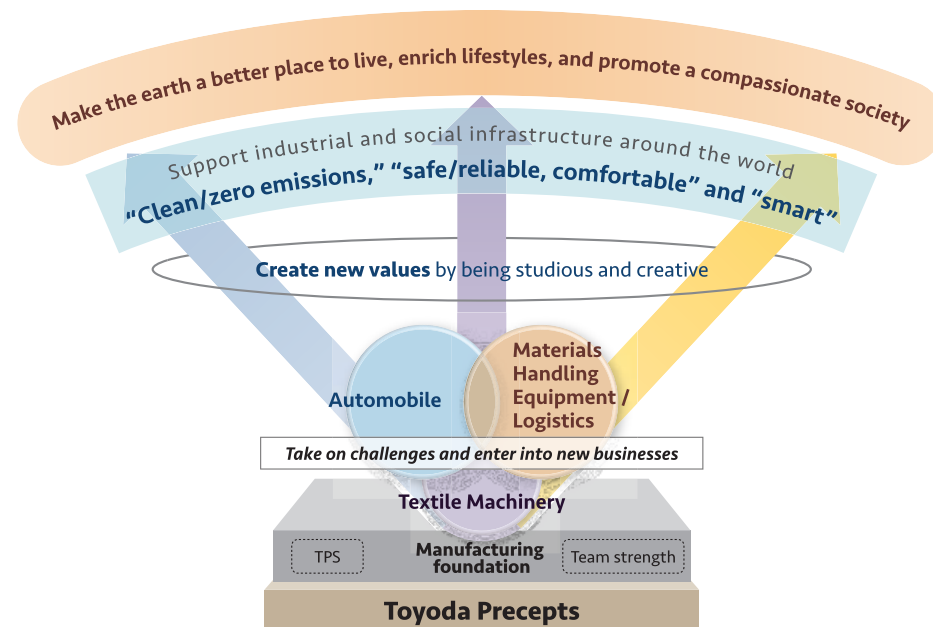 Make the earth a better place to live, enrich lifestyles, and promote a compassionate society
Support industrial and social infrastructure around the world
“Clean/zero emissions,” “safe/reliable, comfortable” and “smart”
Create new values by being studious and creative
Automobile
Materials
Handling
Equipment /
Logistics
Take on challenges and enter into new businesses
Textile Machinery
TPS
Manufacturing
foundation
Team strength
Toyoda Precepts